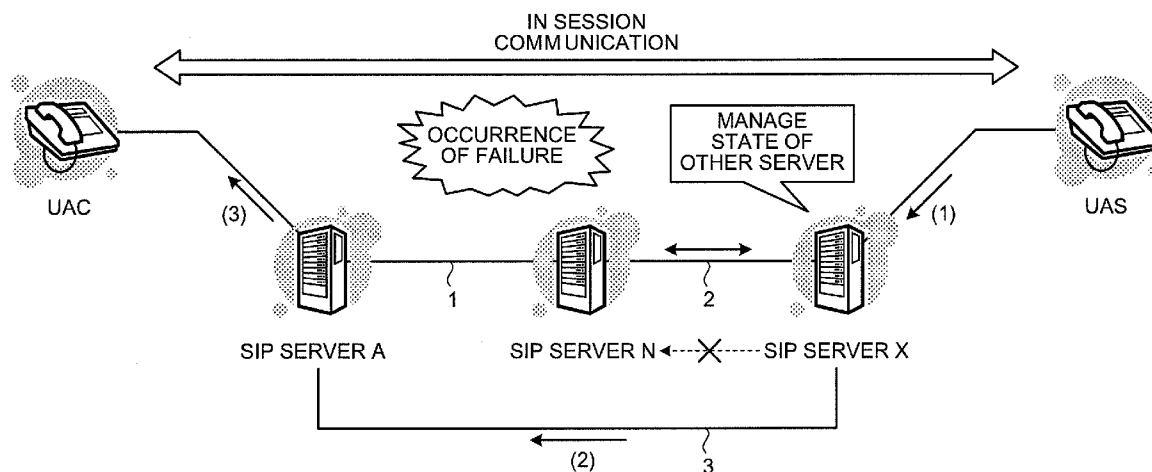 IN SESSION
COMMUNICATION
OCCURRENCE
OF FAILURE
MANAGE
STATE OF
OTHER SERVER
UAC
UAS
(3)
(1)
1
2
SIP SERVER A
SIP SERVER N
SIP SERVER X
(2)
3